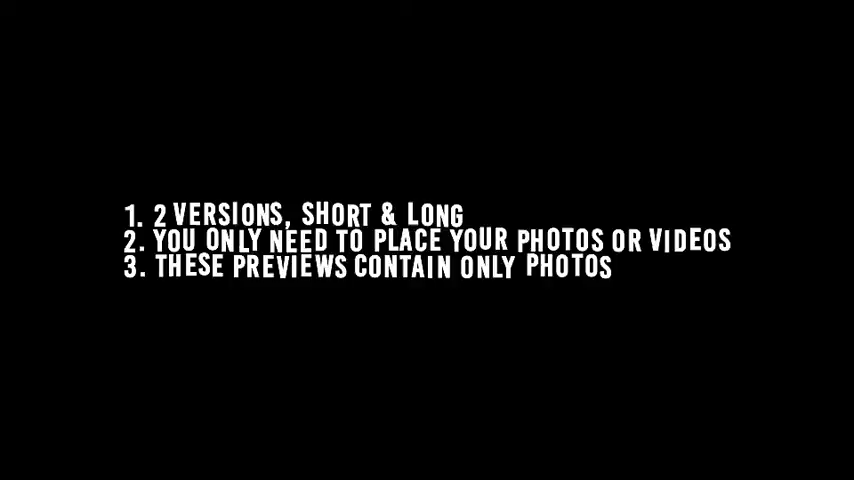 1. 2 VERSIONS, SHORT & LONG
2. YOU ONLY NEED TO PLACE YOUR PHOTOS OR VIDEOS
3. THESE PREVIEWS CONTAIN ONLY PHOTOS